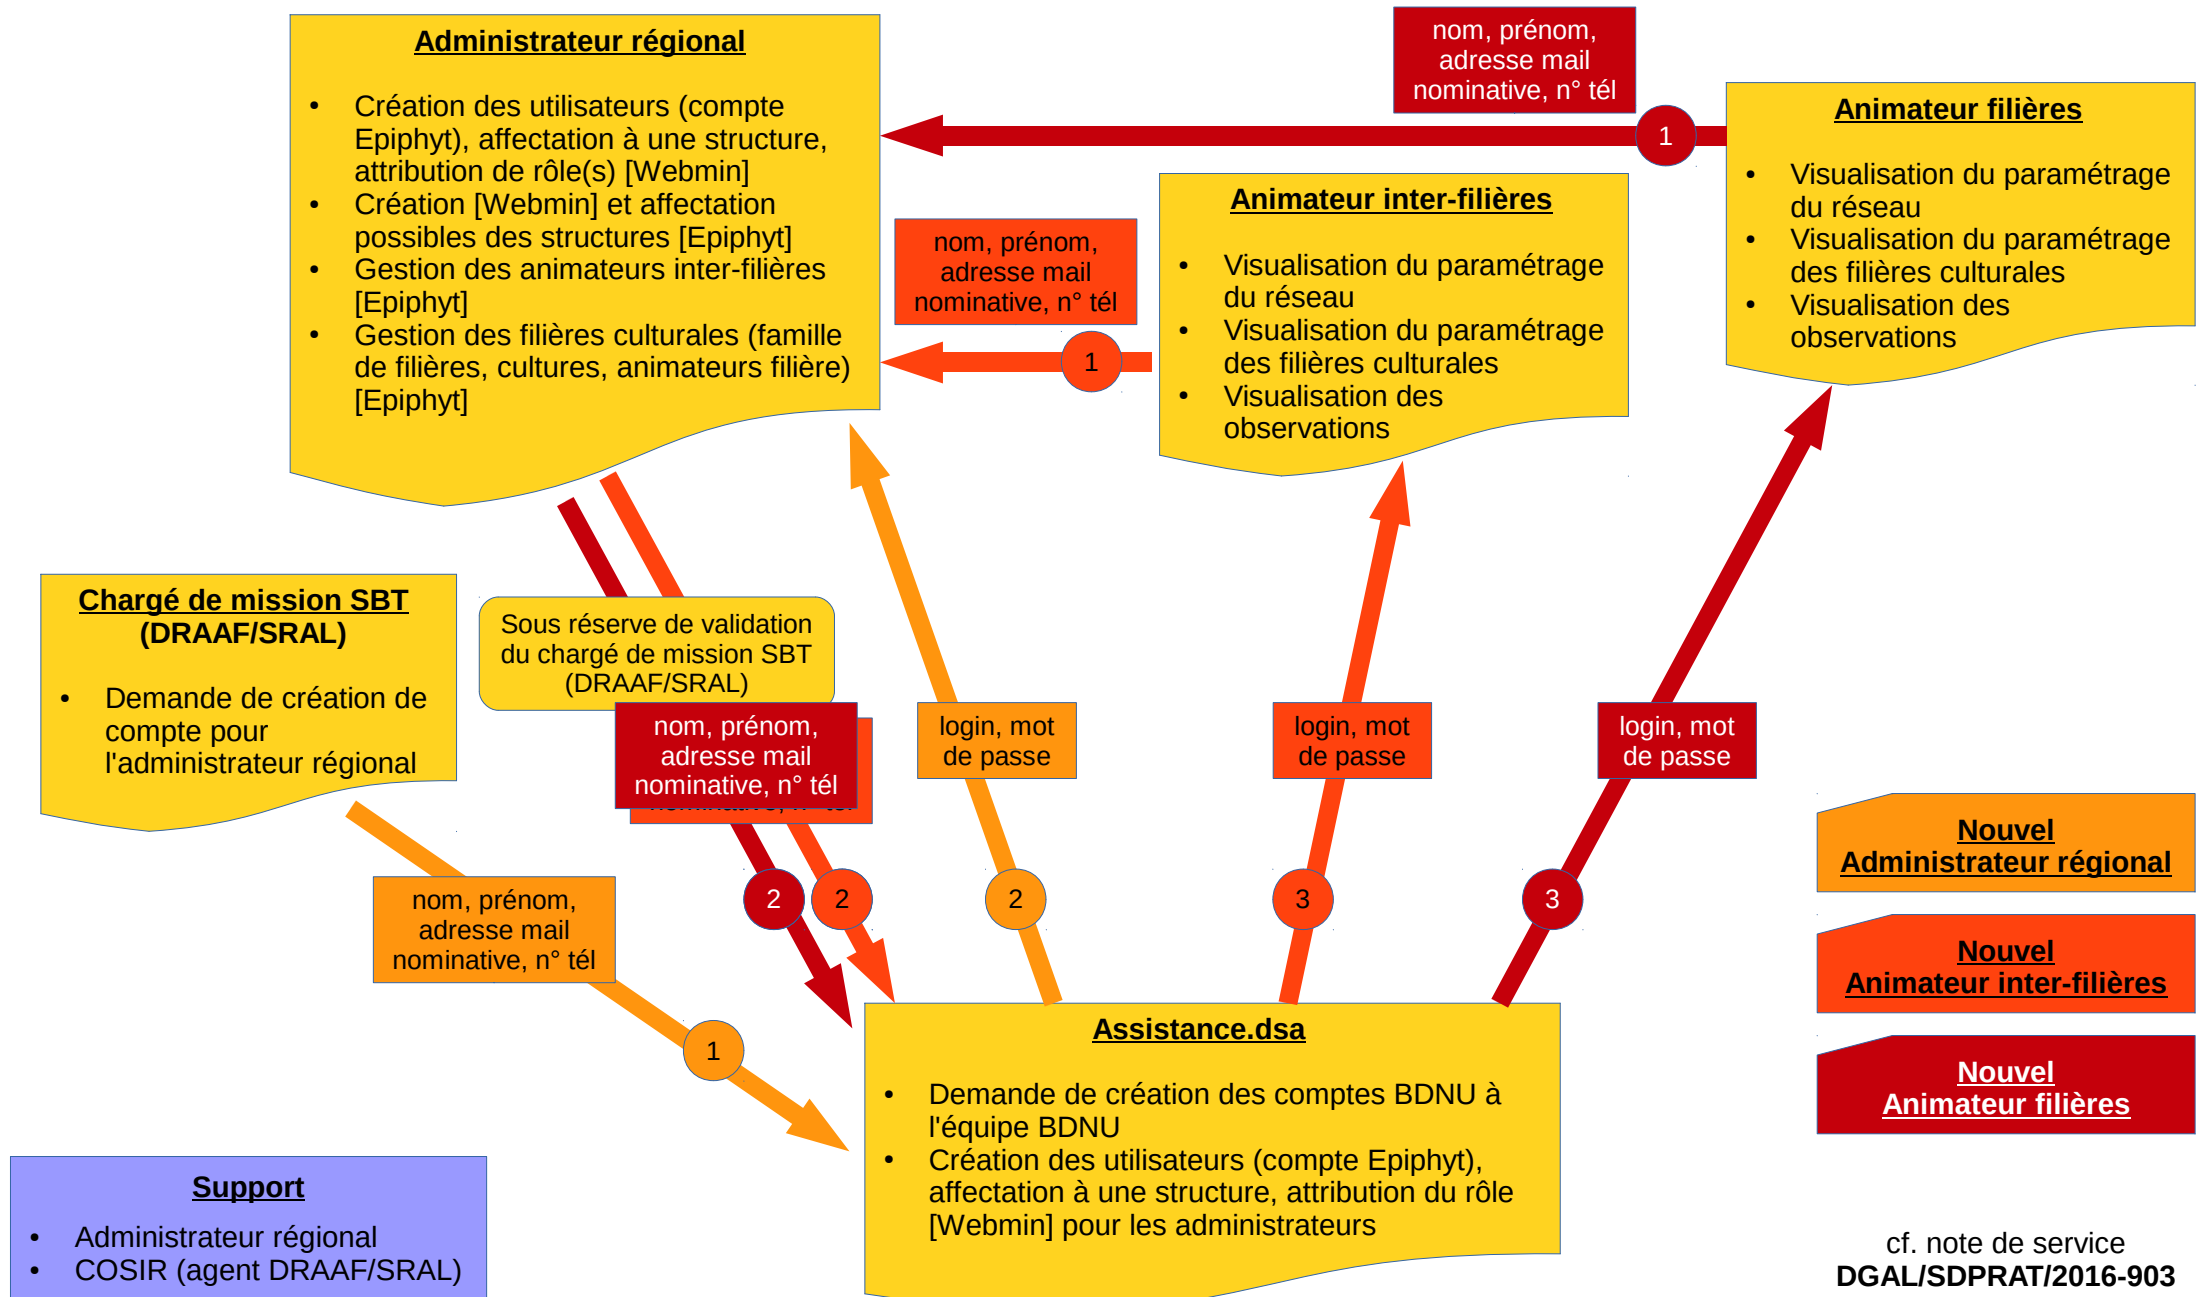 Administrateur régional
• Création des utilisateurs (compte
Epiphyt), affectation à une structure,
attribution de rôle(s) [Webmin]
• Création [Webmin] et affectation
possibles des structures [Epiphyt]
• Gestion des animateurs inter-filières
[Epiphyt]
• Gestion des filières culturales (famille
de filières, cultures, animateurs filière)
[Epiphyt]
nom, prénom,
adresse mail
nominative, n° tél
1
Animateur filières
• Visualisation du paramétrage
du réseau
• Visualisation du paramétrage
des filières culturales
• Visualisation des
observations
nom, prénom,
adresse mail
nominative, n° tél
1
Animateur inter-filières
• Visualisation du paramétrage
du réseau
• Visualisation du paramétrage
des filières culturales
• Visualisation des
observations
Chargé de mission SBT
(DRAAF/SRAL)
• Demande de création de
compte pour
l'administrateur régional
Sous réserve de validation
du chargé de mission SBT
(DRAAF/SRAL)
nom, prénom,
adresse mail
nominative, n° tél
nominative, n° tél
login, mot
de passe
login, mot
de passe
login, mot
de passe
nom, prénom,
adresse mail
nominative, n° tél
2
2
2
3
3
1
Nouvel
Administrateur régional
Nouvel
Animateur inter-filières
Nouvel
Animateur filières
Assistance.dsa
• Demande de création des comptes BDNU à
l'équipe BDNU
• Création des utilisateurs (compte Epiphyt),
affectation à une structure, attribution du rôle
[Webmin] pour les administrateurs
Support
• Administrateur régional
• COSIR (agent DRAAF/SRAL)
cf. note de service
DGAL/SDPRAT/2016-903